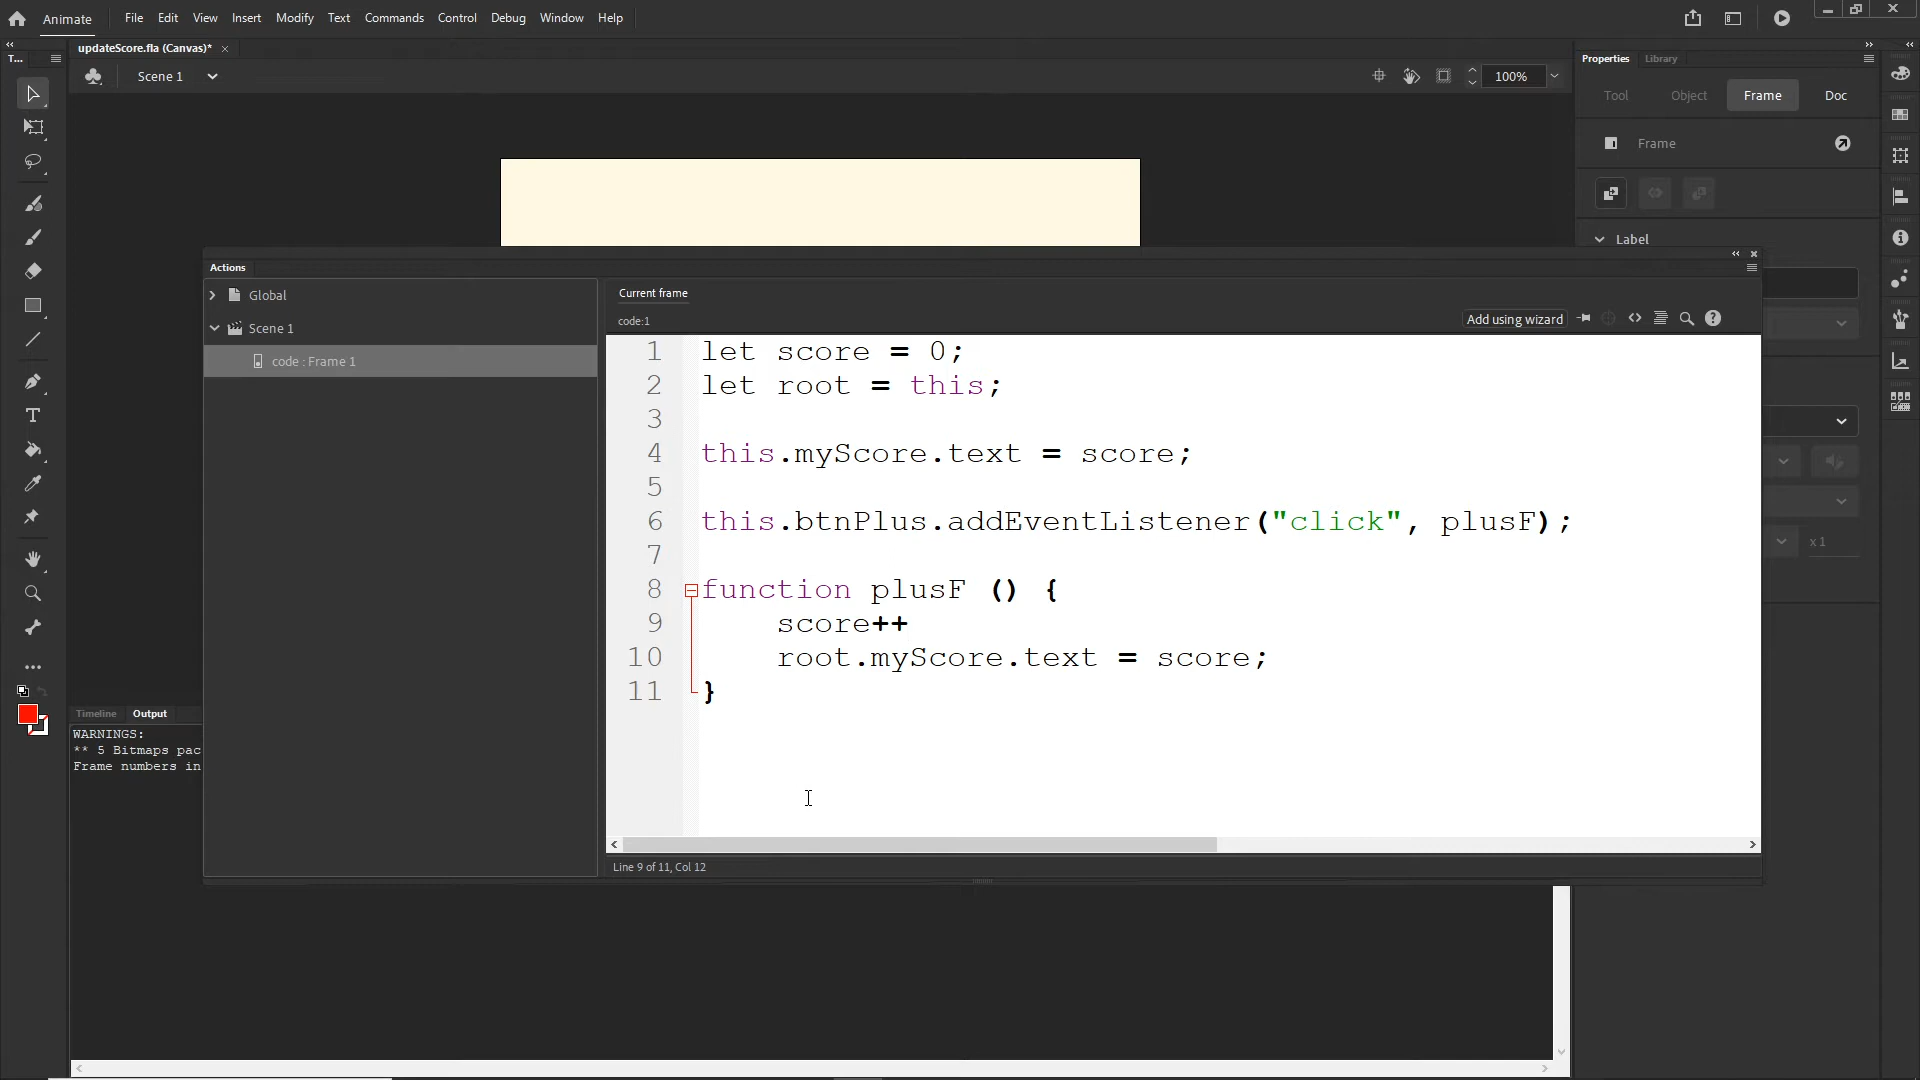 Animate File Edit View Insert Modify Text Commands Control Debug Window Help
updateScore.fla (Canvas)* ×
T...
Scene 1
100%
Properties Library
Tool Object Frame Doc
Frame
Label
Actions
Global
Scene 1
code : Frame 1
Current frame
code:1
Add using wizard
1 let score = 0;
2 let root = this;
3
4 this.myScore.text = score;
5
6 this.btnPlus.addEventListener("click", plusF);
7
8 function plusF () {
9 score++
10 root.myScore.text = score;
11 }
Line 9 of 11, Col 12
x 1
Timeline Output
WARNINGS:
** 5 Bitmaps pac
Frame numbers in